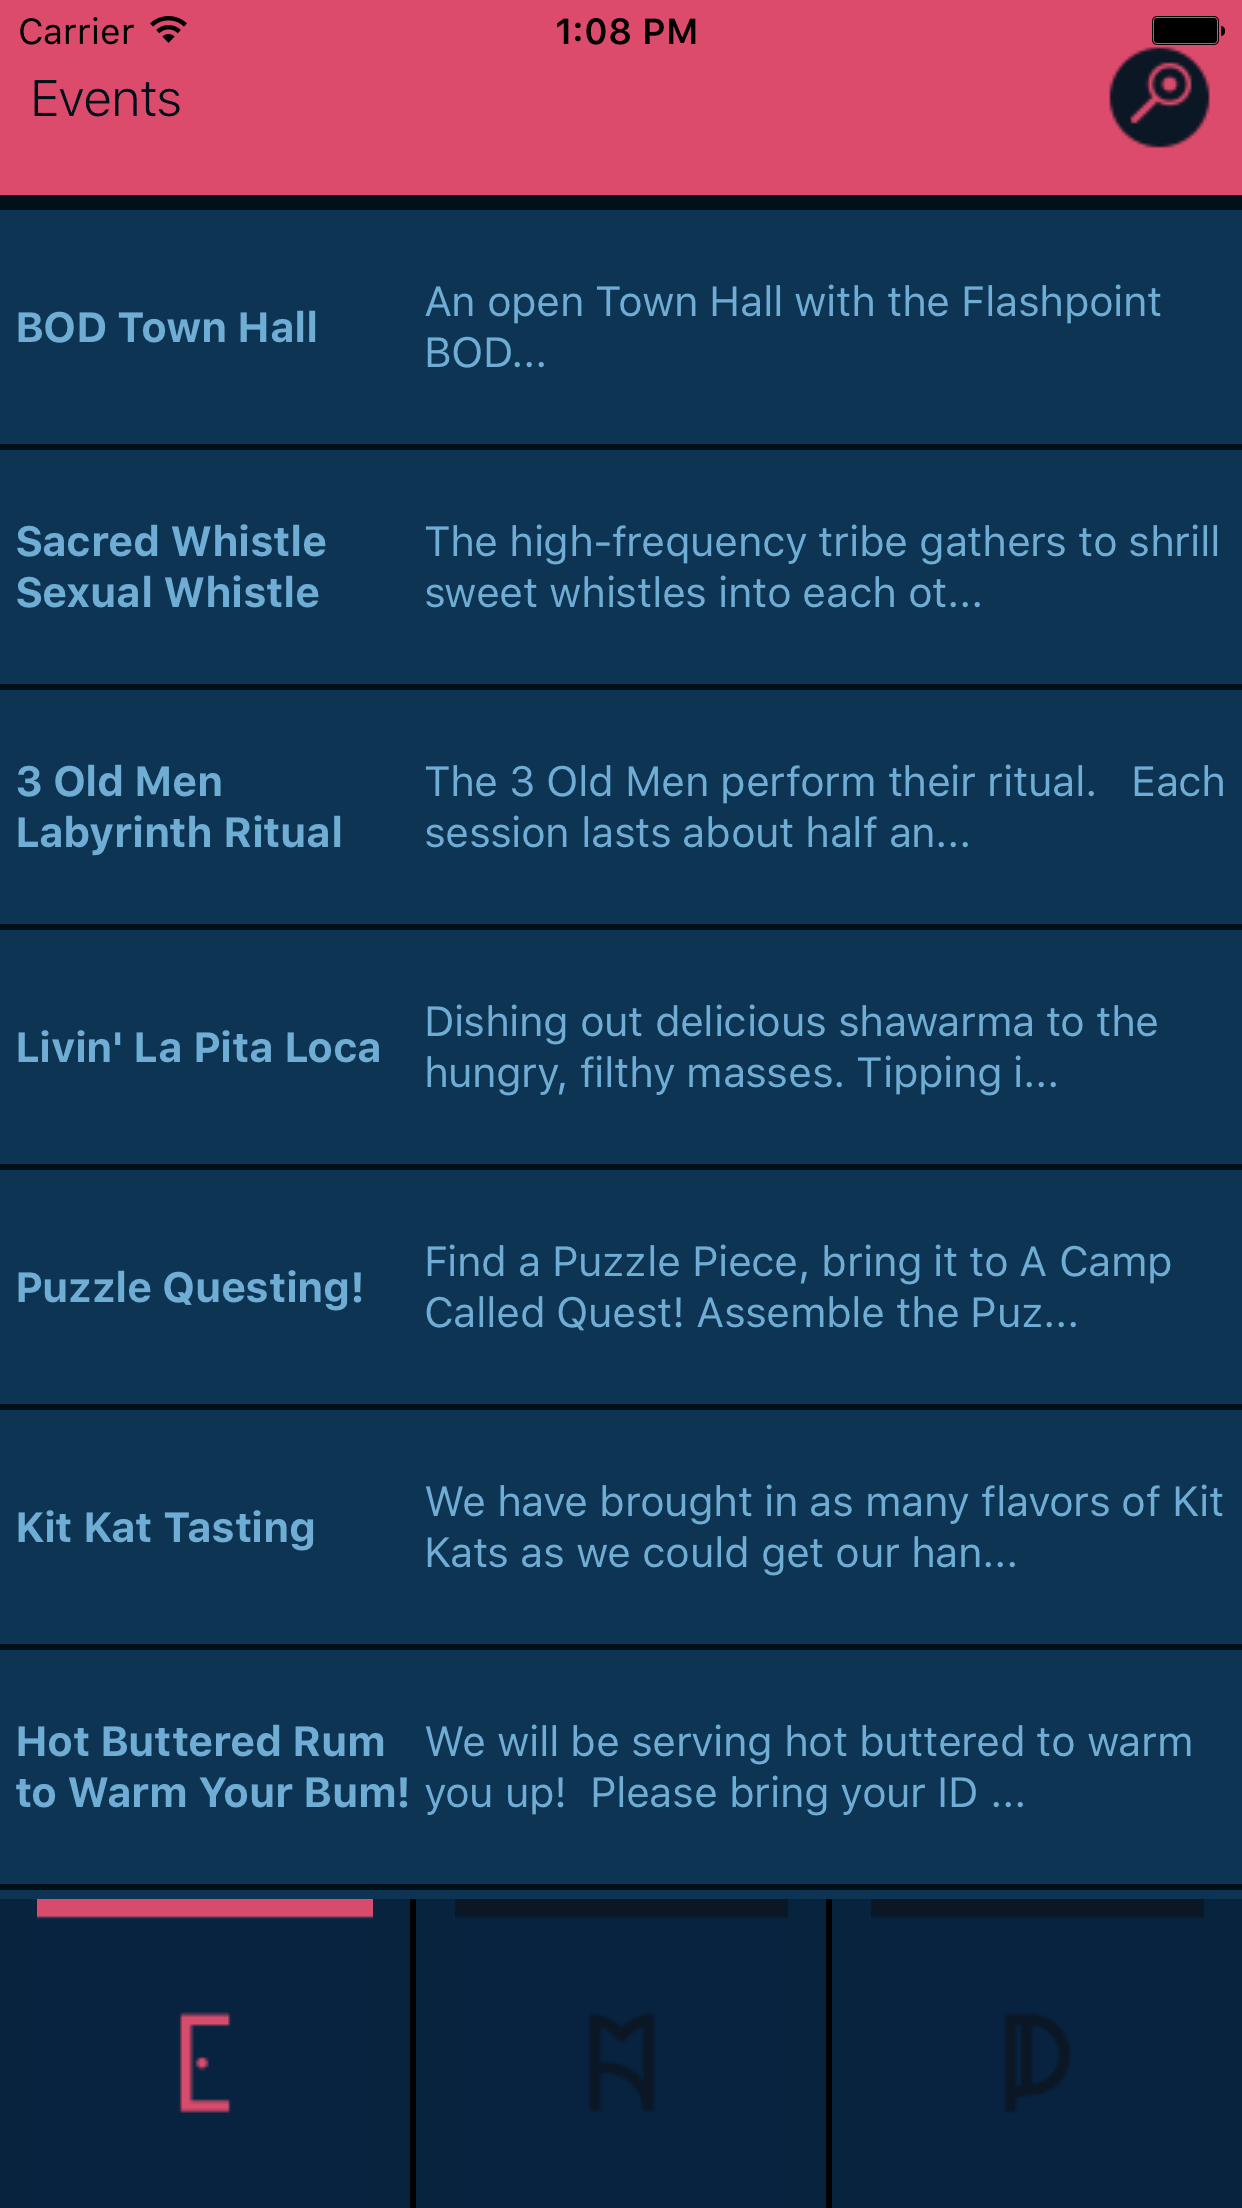 Carrier 1:08 PM
Events
BOD Town Hall
An open Town Hall with the Flashpoint
BOD...
Sacred Whistle
Sexual Whistle
The high-frequency tribe gathers to shrill
sweet whistles into each ot...
3 Old Men
Labyrinth Ritual
The 3 Old Men perform their ritual.   Each
session lasts about half an...
Livin' La Pita Loca
Dishing out delicious shawarma to the
hungry, filthy masses. Tipping i...
Puzzle Questing!
Find a Puzzle Piece, bring it to A Camp
Called Quest! Assemble the Puz...
Kit Kat Tasting
We have brought in as many flavors of Kit
Kats as we could get our han...
Hot Buttered Rum
to Warm Your Bum!
We will be serving hot buttered to warm
you up!  Please bring your ID ...
E M P